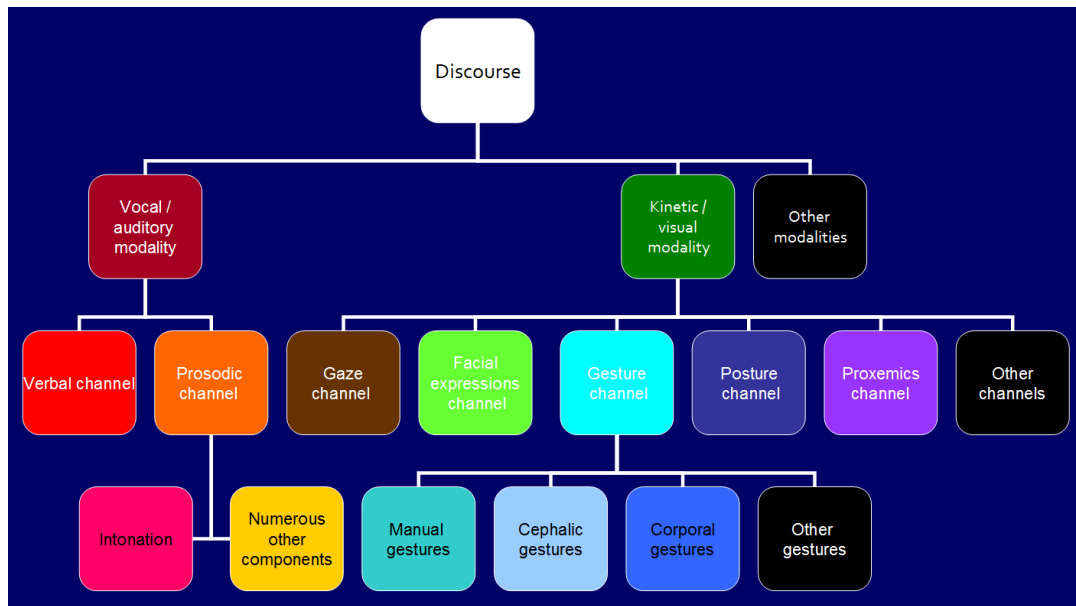 Discourse
Vocal /
auditory
modality
Kinetic /
visual
modality
Other
modalities
Verbal channel
Prosodic
channel
Gaze
channel
Facial
expressions
channel
Gesture
channel
Posture
channel
Proxemics
channel
Other
channels
Intonation
Numerous
other
components
Manual
gestures
Cephalic
gestures
Corporal
gestures
Other
gestures